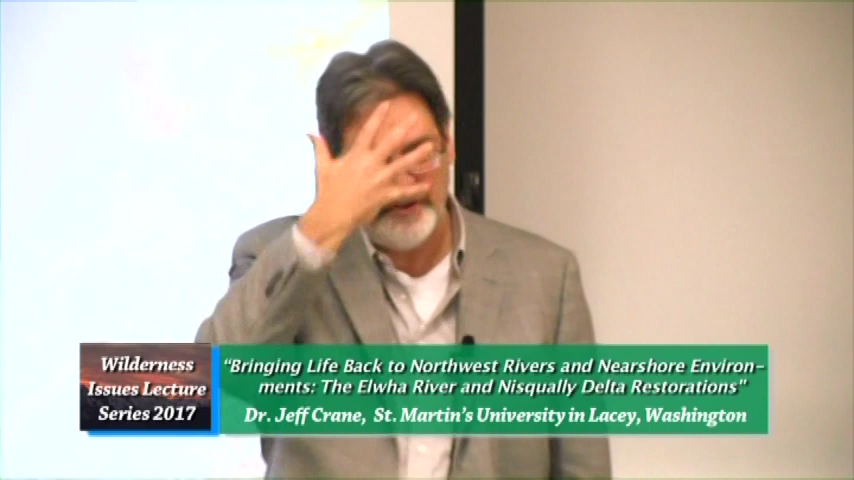 Wilderness
Issues Lecture
Series 2017
“Bringing Life Back to Northwest Rivers and Nearshore Environ-
ments: The Elwha River and Nisqually Delta Restorations”
Dr. Jeff Crane, St. Martin’s University in Lacey, Washington